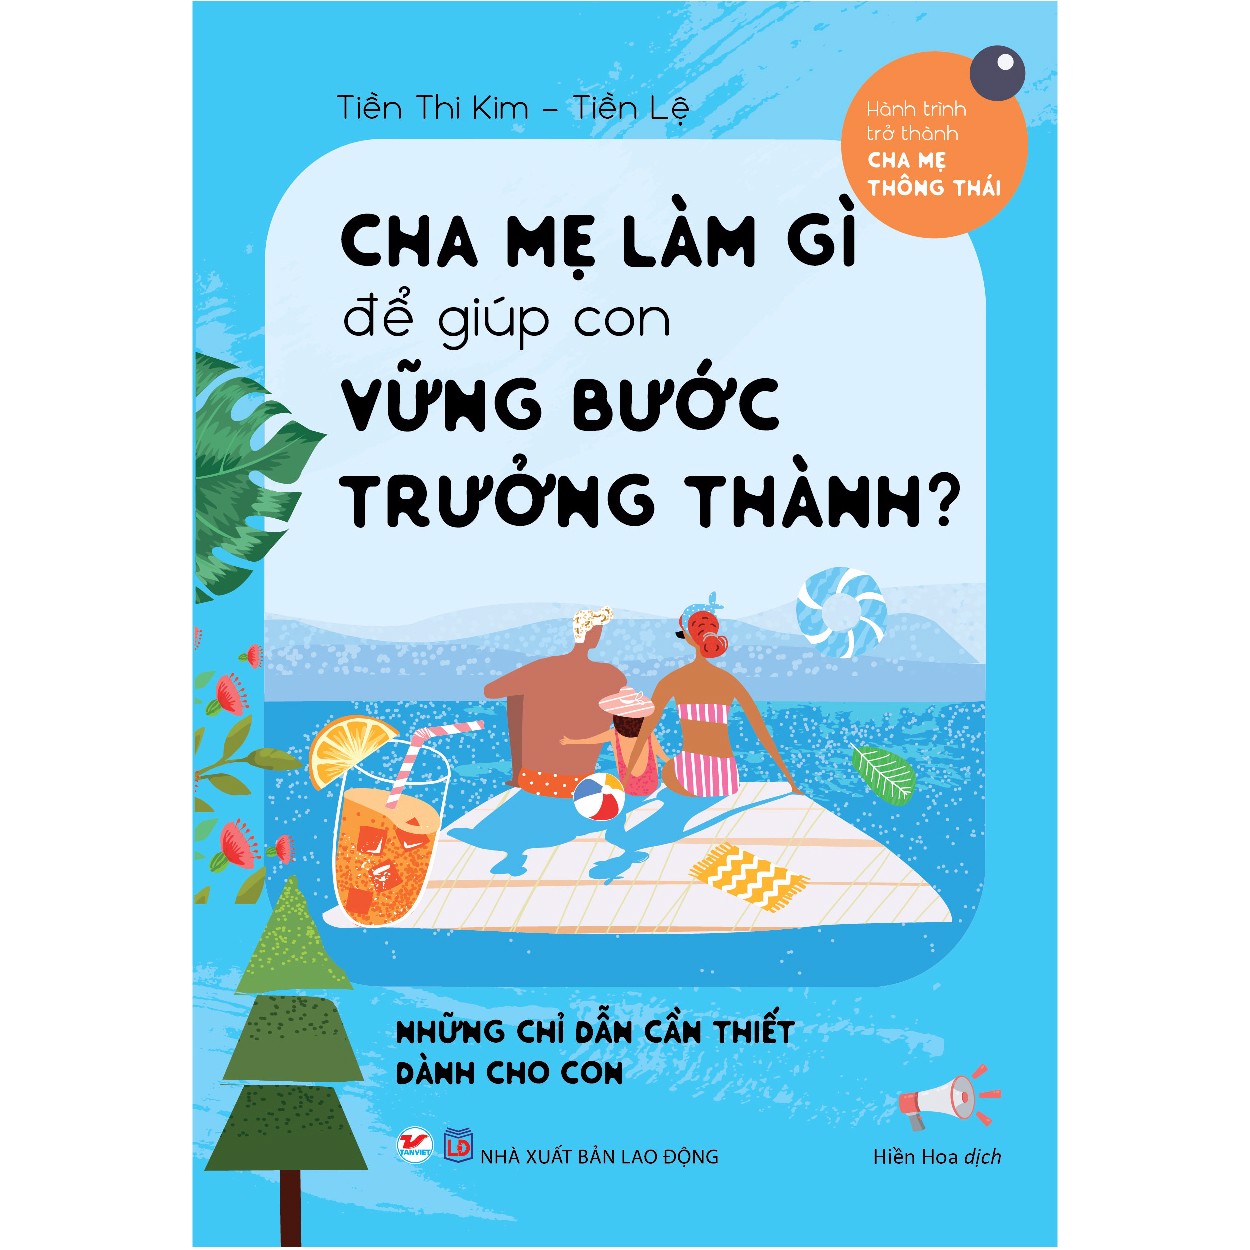 Tiền Thi Kim – Tiền Lệ
Hành trình
trở thành
CHA MẸ
THÔNG THÁI
CHA MẸ LÀM GÌ
để giúp con
VỮNG BƯỚC
TRƯỞNG THÀNH?
NHỮNG CHỈ DẪN CẦN THIẾT
DÀNH CHO CON
TANVIET
LĐ
NHÀ XUẤT BẢN LAO ĐỘNG
Hiền Hoa dịch